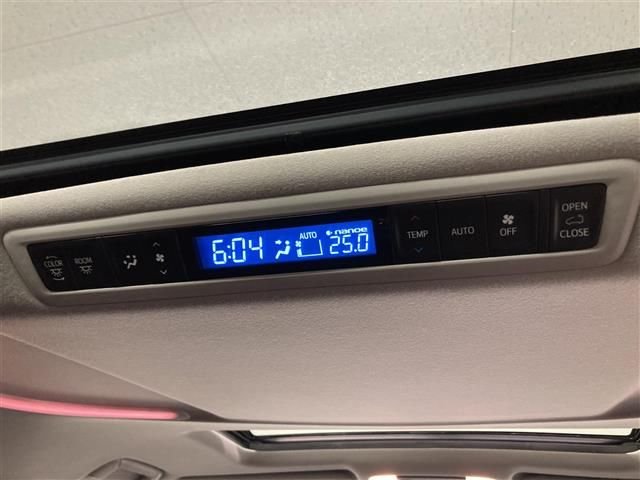 COLOR
ROOM
6:04
AUTO
nanoe
25.0
TEMP
AUTO
OFF
OPEN
CLOSE